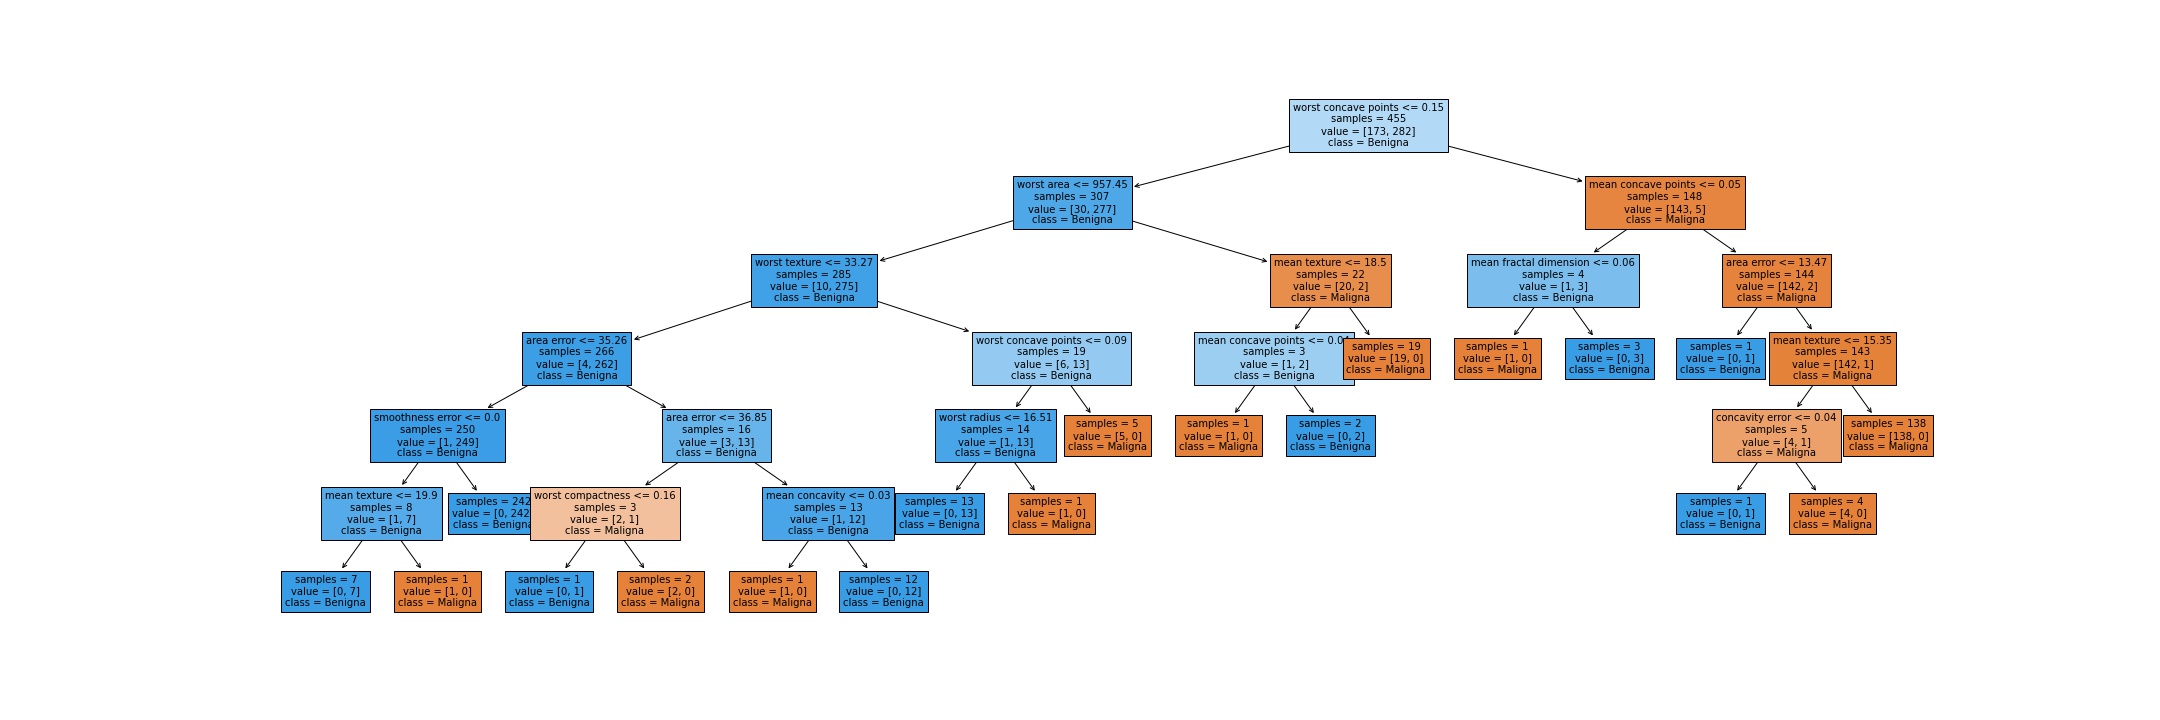 worst concave points <= 0.15
samples = 455
value = [173, 282]
class = Benigna
worst area <= 957.45
samples = 307
value = [30, 277]
class = Benigna
mean concave points <= 0.05
samples = 148
value = [143, 5]
class = Maligna
worst texture <= 33.27
samples = 285
value = [10, 275]
class = Benigna
mean texture <= 18.5
samples = 22
value = [20, 2]
class = Maligna
mean fractal dimension <= 0.06
samples = 4
value = [1, 3]
class = Benigna
area error <= 13.47
samples = 144
value = [142, 2]
class = Maligna
area error <= 35.26
samples = 266
value = [4, 262]
class = Benigna
worst concave points <= 0.09
samples = 19
value = [6, 13]
class = Benigna
mean concave points <=
samples = 3
value = [1, 2]
class = Benigna
samples = 19
value = [19, 0]
class = Maligna
samples = 1
value = [1, 0]
class = Maligna
samples = 3
value = [0, 3]
class = Benigna
samples = 1
value = [0, 1]
class = Benigna
mean texture <= 15.35
samples = 143
value = [142, 1]
class = Maligna
smoothness error <= 0.0
samples = 250
value = [1, 249]
class = Benigna
area error <= 36.85
samples = 16
value = [3, 13]
class = Benigna
worst radius <= 16.51
samples = 14
value = [1, 13]
class = Benigna
samples = 5
value = [5, 0]
class = Maligna
samples = 1
value = [1, 0]
class = Maligna
samples = 2
value = [0, 2]
class = Benigna
concavity error <= 0.04
samples = 5
value = [4, 1]
class = Maligna
samples = 138
value = [138, 0]
class = Maligna
mean texture <= 19.9
samples = 8
value = [1, 7]
class = Benigna
samples = 242
value = [0, 242
class = Benigna
worst compactness <= 0.16
samples = 3
value = [2, 1]
class = Maligna
mean concavity <= 0.03
samples = 13
value = [1, 12]
class = Benigna
samples = 13
value = [0, 13]
class = Benigna
samples = 1
value = [1, 0]
class = Maligna
samples = 1
value = [0, 1]
class = Benigna
samples = 4
value = [4, 0]
class = Maligna
samples = 7
value = [0, 7]
class = Benigna
samples = 1
value = [1, 0]
class = Maligna
samples = 1
value = [0, 1]
class = Benigna
samples = 2
value = [2, 0]
class = Maligna
samples = 1
value = [1, 0]
class = Maligna
samples = 12
value = [0, 12]
class = Benigna